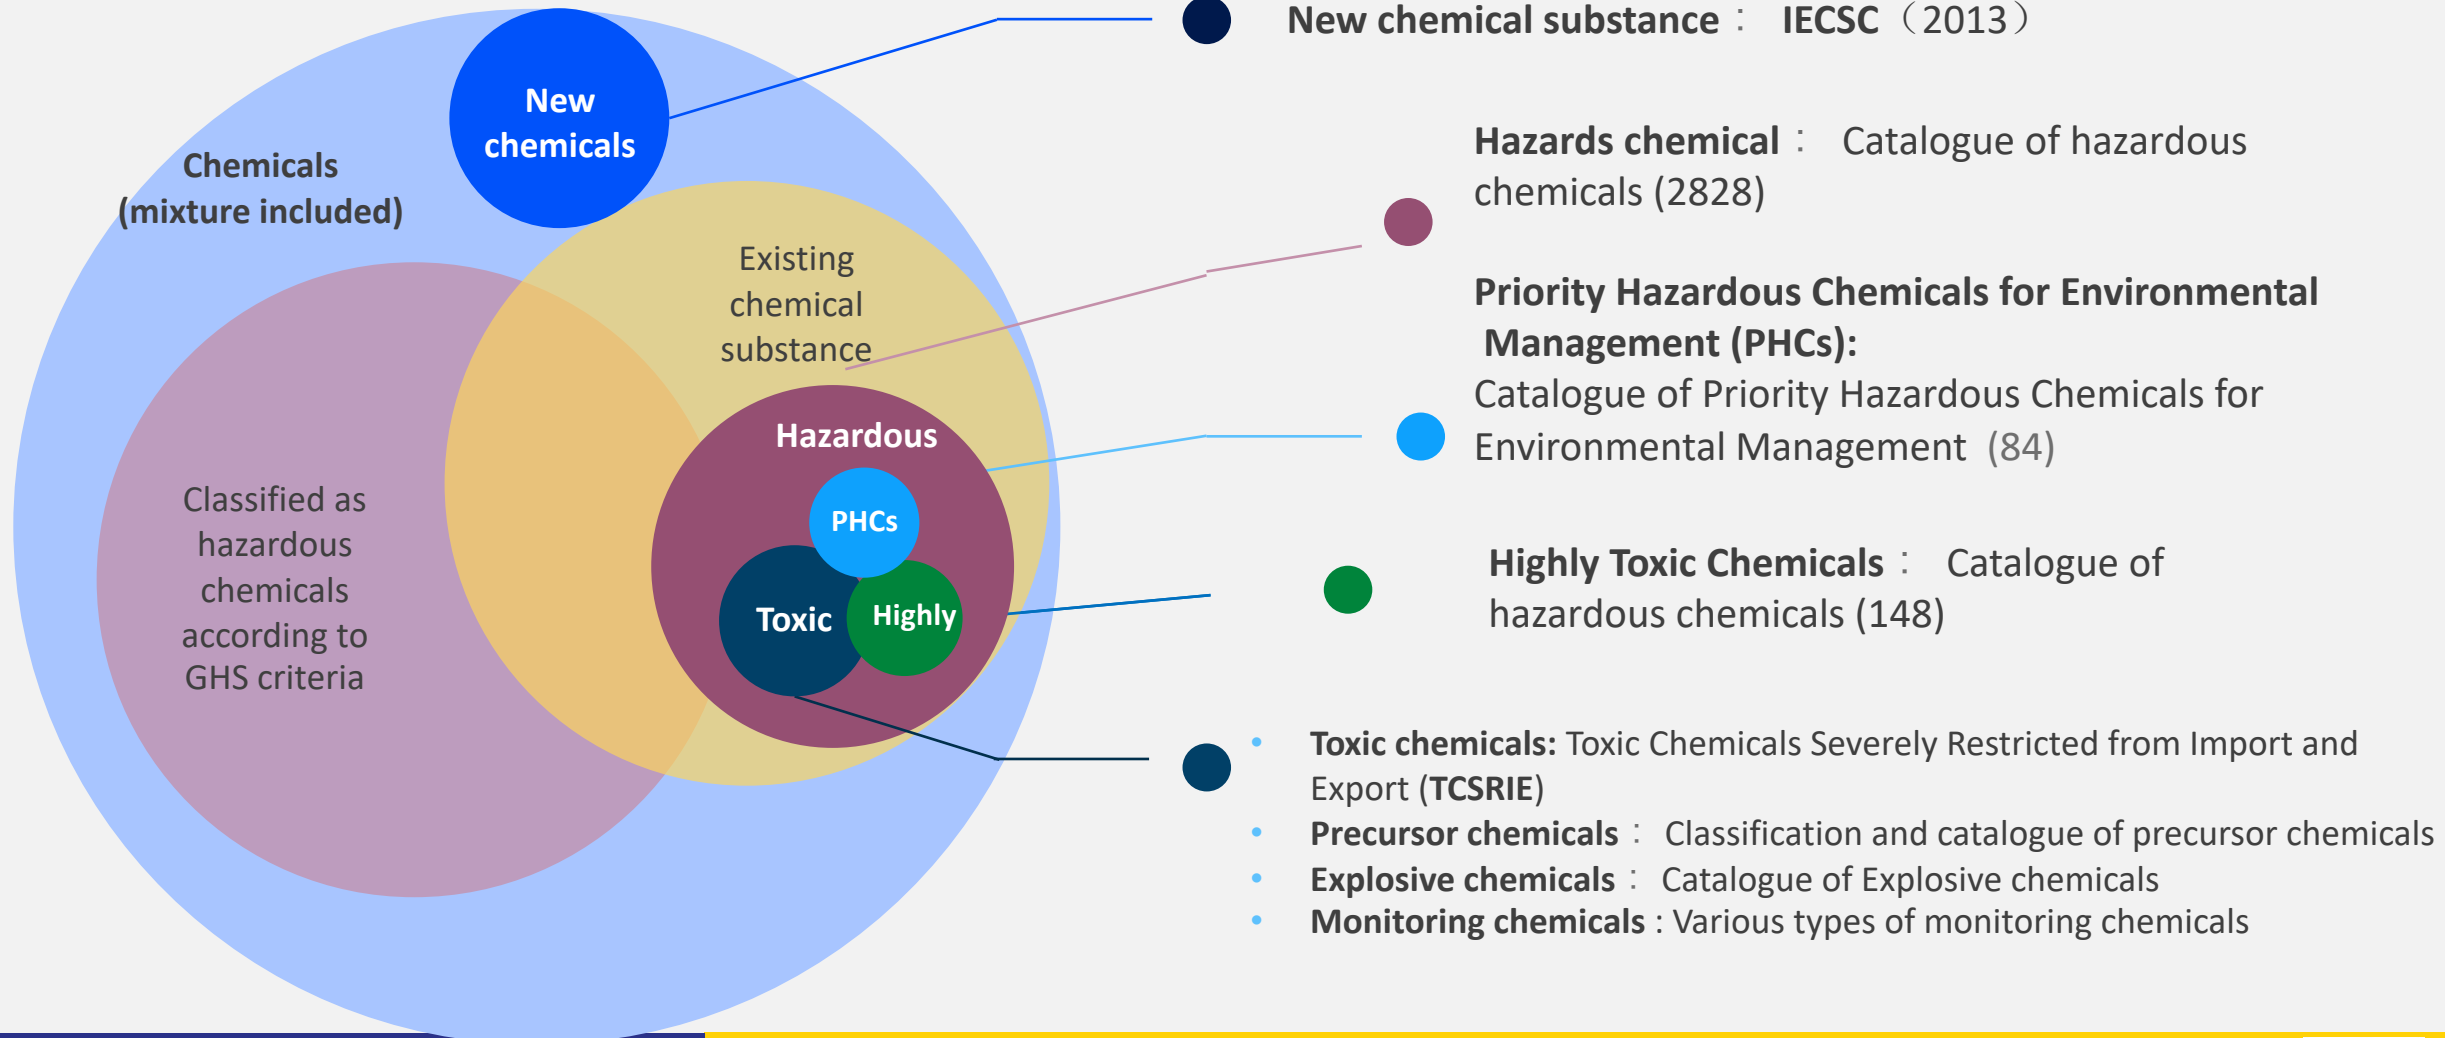 New chemical substance： IECSC（2013）
New
chemicals
Chemicals
(mixture included)
Existing
chemical
substance
Classified as
hazardous
chemicals
according to
GHS criteria
Hazardous
PHCs
Toxic
Highly
Hazards chemical： Catalogue of hazardous
chemicals (2828)
Priority Hazardous Chemicals for Environmental
Management (PHCs):
Catalogue of Priority Hazardous Chemicals for
Environmental Management (84)
Highly Toxic Chemicals： Catalogue of
hazardous chemicals (148)
• Toxic chemicals: Toxic Chemicals Severely Restricted from Import and
Export (TCSRIE)
• Precursor chemicals： Classification and catalogue of precursor chemicals
• Explosive chemicals： Catalogue of Explosive chemicals
• Monitoring chemicals : Various types of monitoring chemicals